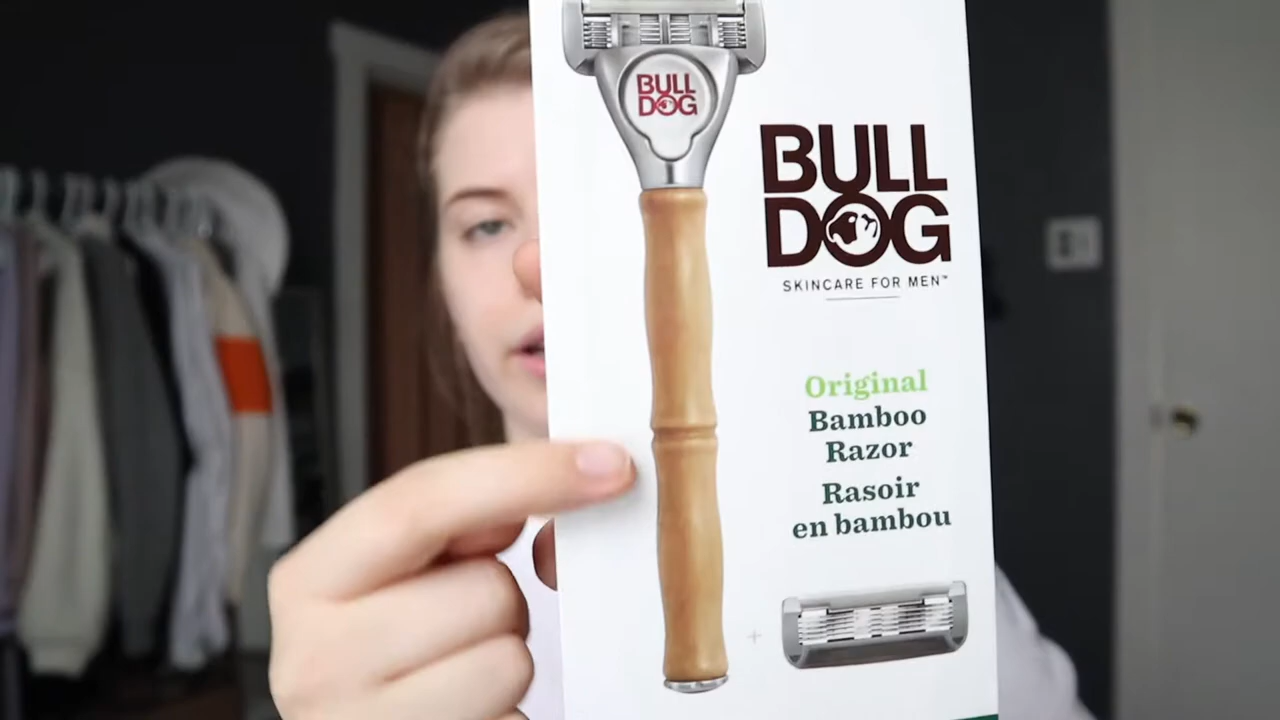 BULL
DOG
BULL
DOG
SKINCARE FOR MEN™
Original
Bamboo
Razor
Rasoir
en bambou
+